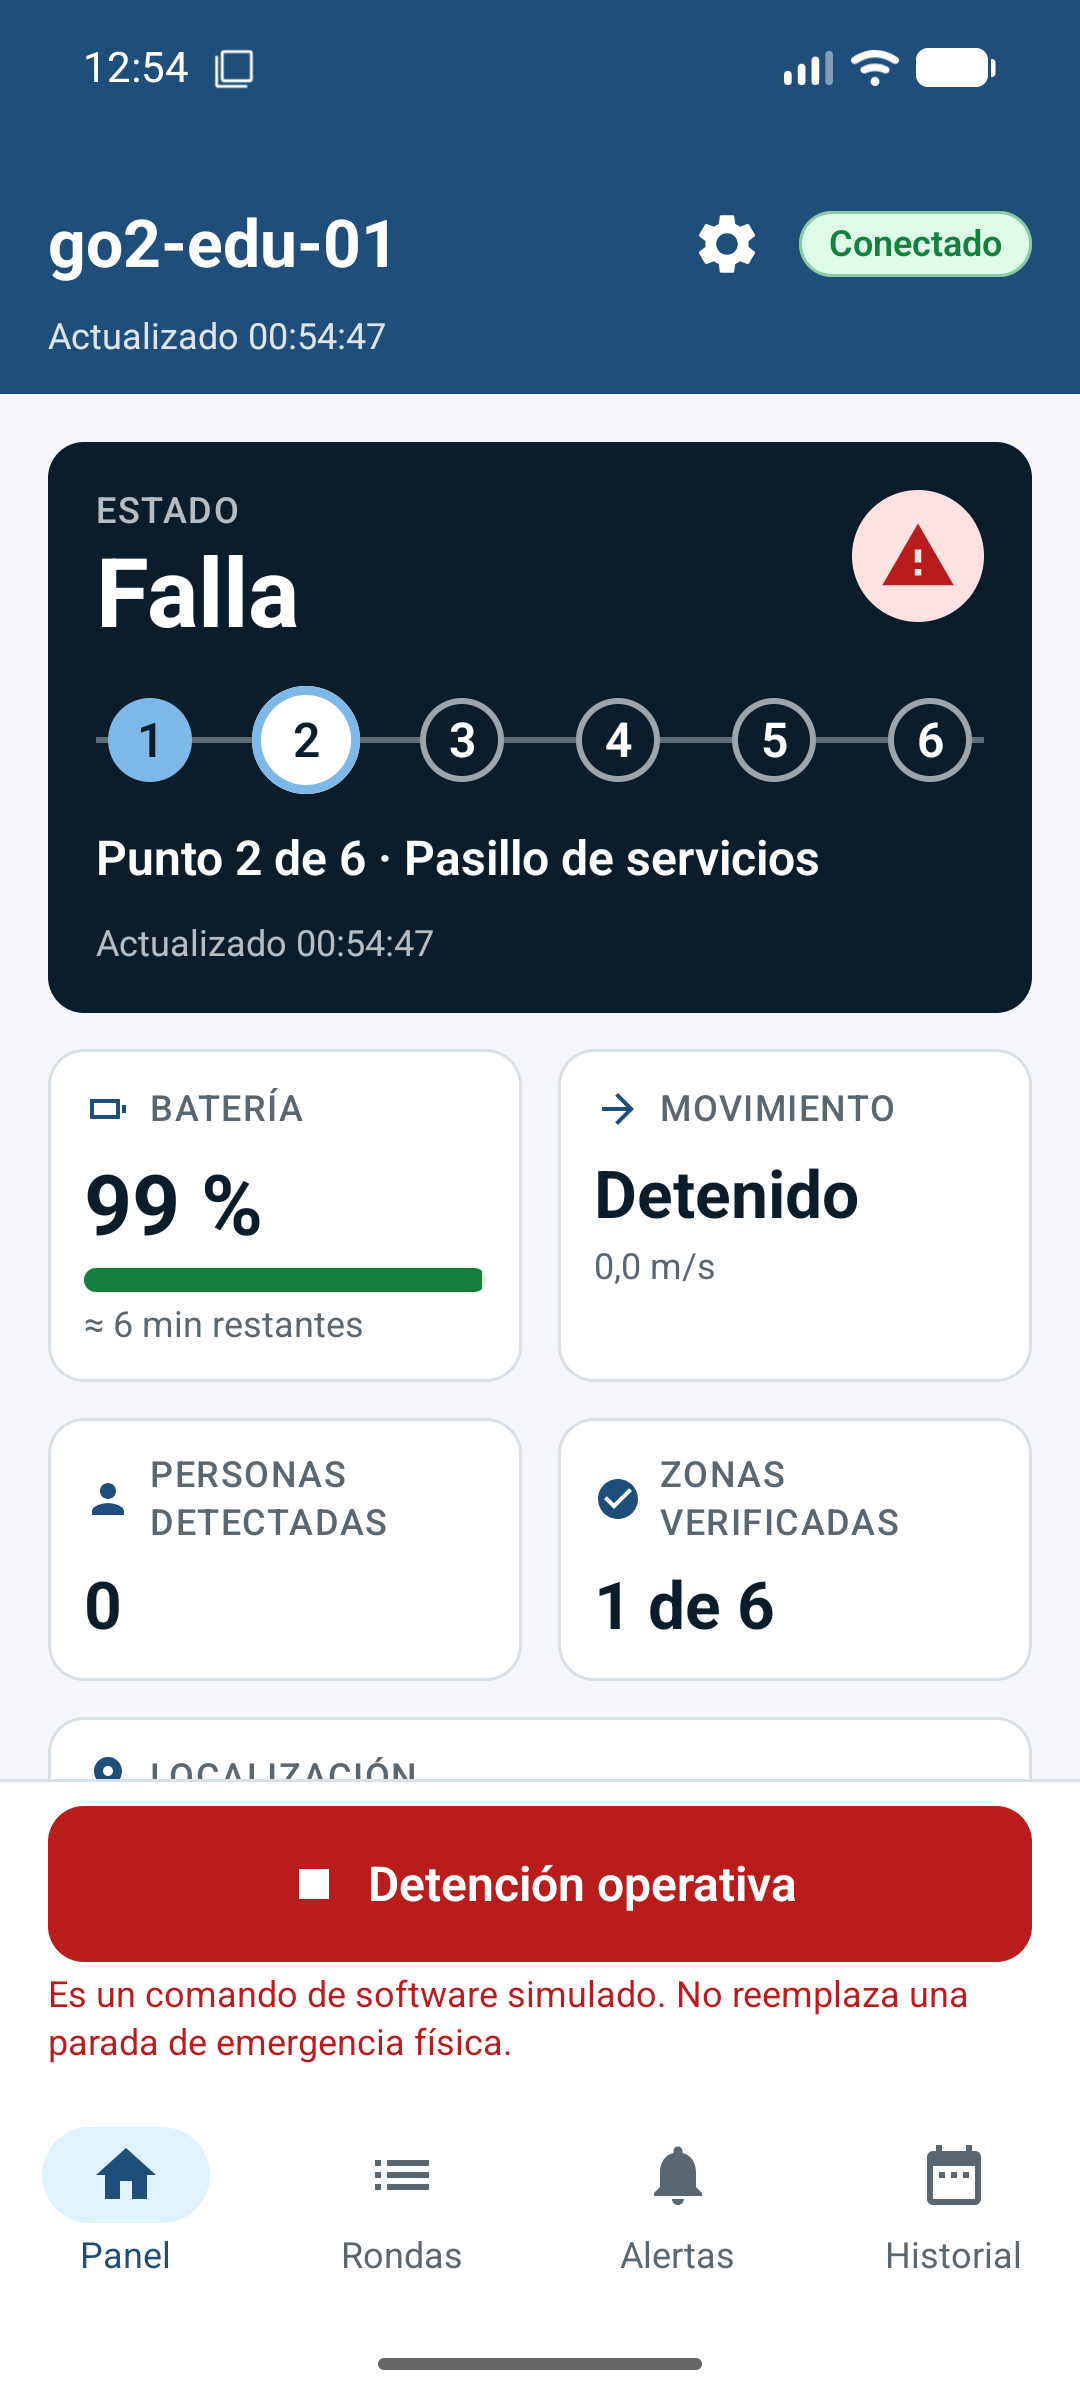 12:54
go2-edu-01
Conectado
Actualizado 00:54:47
ESTADO
Falla
1 2 3 4 5 6
Punto 2 de 6 · Pasillo de servicios
Actualizado 00:54:47
BATERÍA
99 %
≈ 6 min restantes
MOVIMIENTO
Detenido
0,0 m/s
PERSONAS
DETECTADAS
0
ZONAS
VERIFICADAS
1 de 6
LOCALIZACIÓN
Detención operativa
Es un comando de software simulado. No reemplaza una
parada de emergencia física.
Panel
Rondas
Alertas
Historial